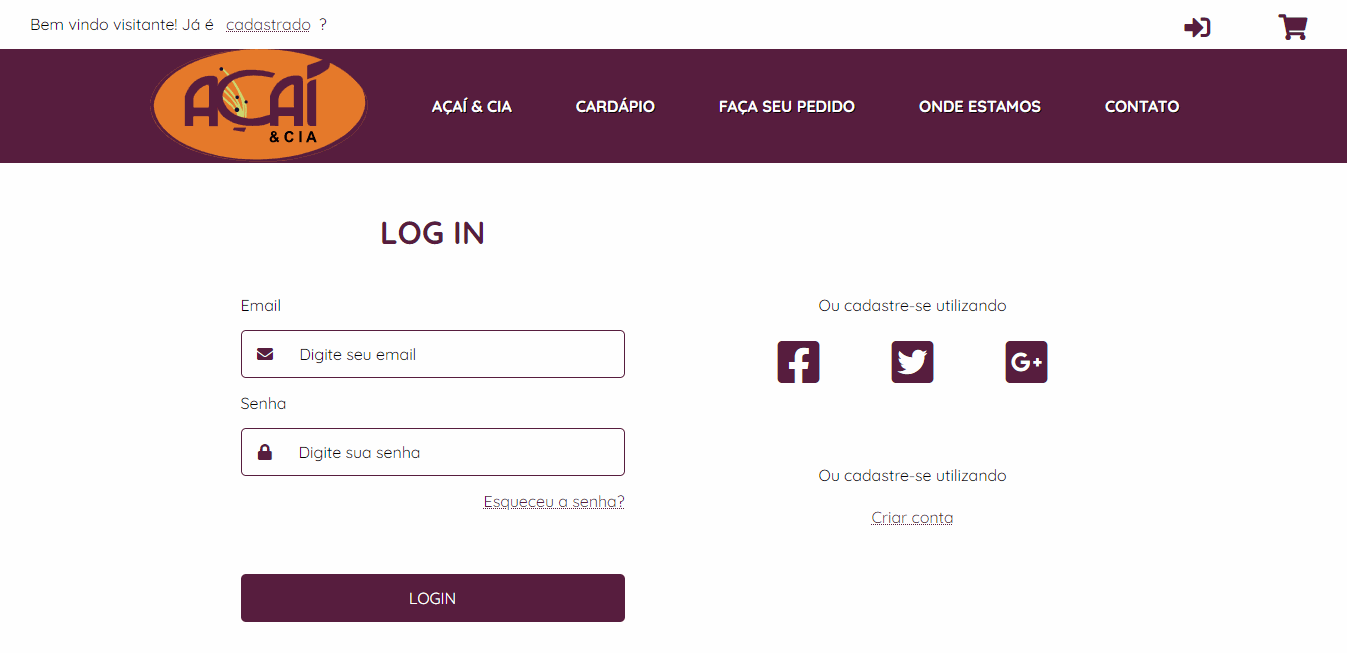 Bem vindo visitante! Já é cadastrado ?
AÇAÍ
& CIA
AÇAÍ & CIA CARDÁPIO FAÇA SEU PEDIDO ONDE ESTAMOS CONTATO
LOG IN
Email
Digite seu email
Senha
Digite sua senha
Esqueceu a senha?
LOGIN
Ou cadastre-se utilizando
G+
Ou cadastre-se utilizando
Criar conta